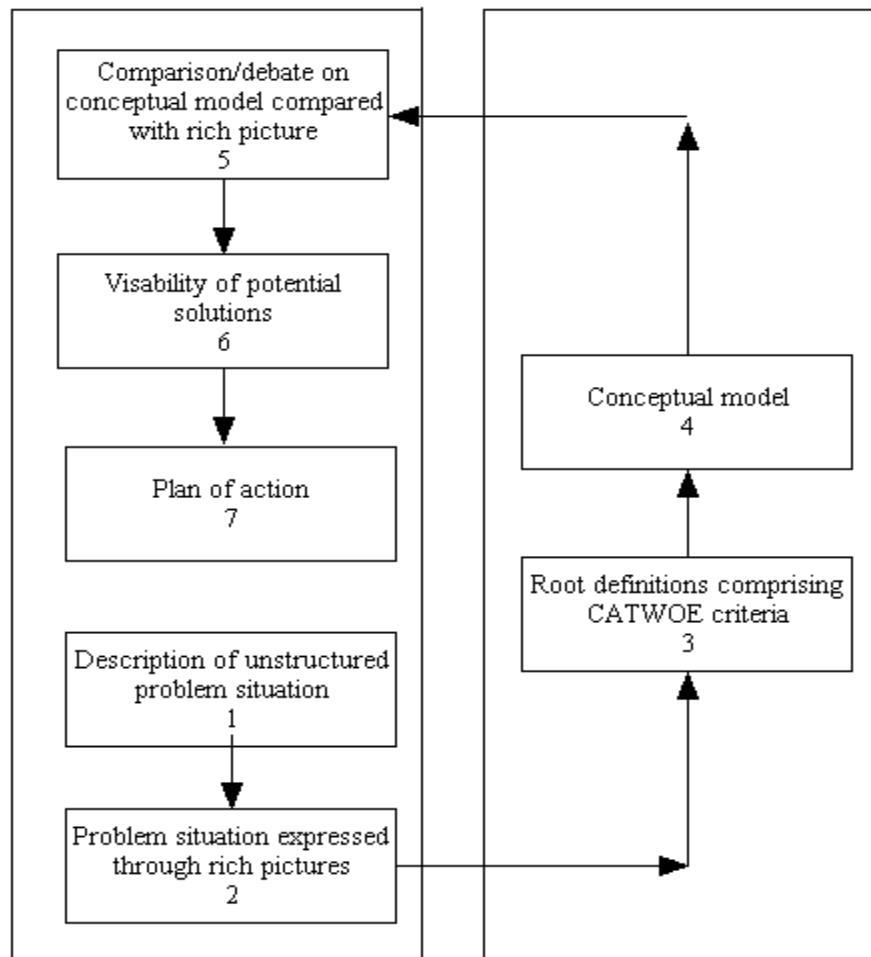 Comparison/debate on
conceptual model compared
with rich picture
5
Visability of potential
solutions
6
Plan of action
7
Description of unstructured
problem situation
1
Problem situation expressed
through rich pictures
2
Conceptual model
4
Root definitions comprising
CATWOE criteria
3